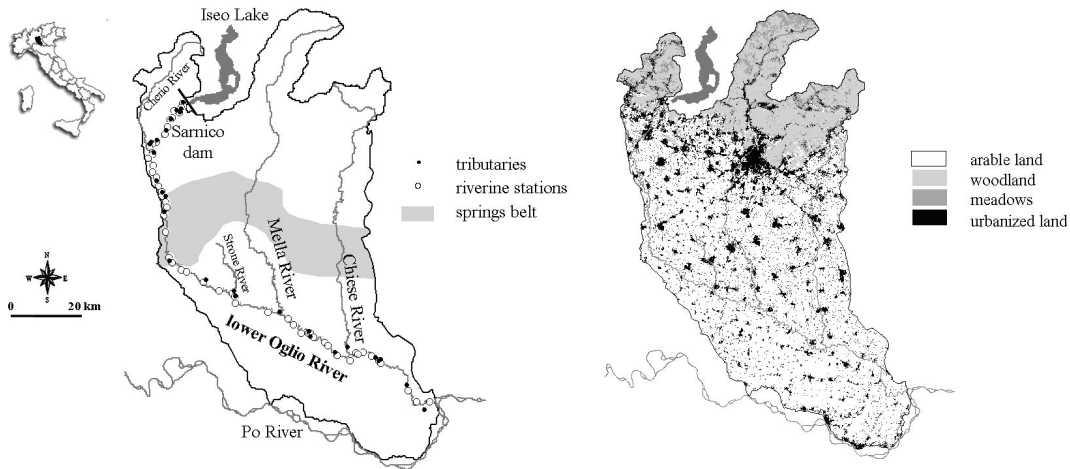 Iseo Lake
Cherio River
Sarnico
dam
tributaries
riverine stations
springs belt
Strone River
Mella River
Chiese River
lower Oglio River
Po River
N
W
E
S
0
20 km
arable land
woodland
meadows
urbanized land